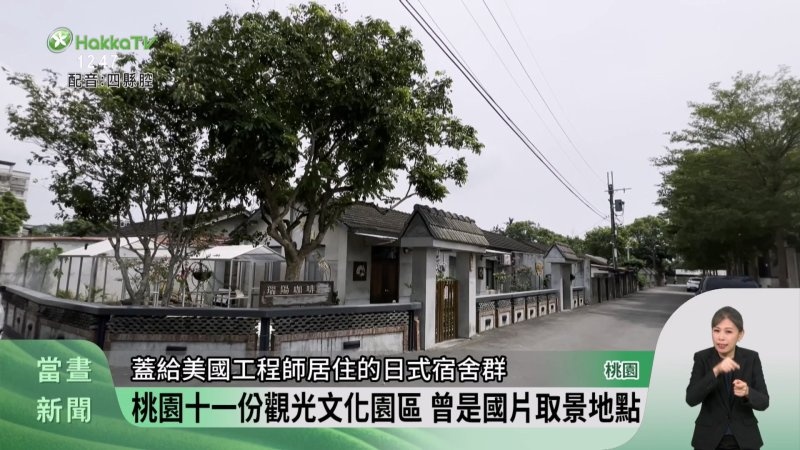 HakkaTV
配音:四縣腔
瑞陽咖啡
當晝
新聞
蓋給美國工程師居住的日式宿舍群
桃園
桃園十一份觀光文化園區 曾是國片取景地點